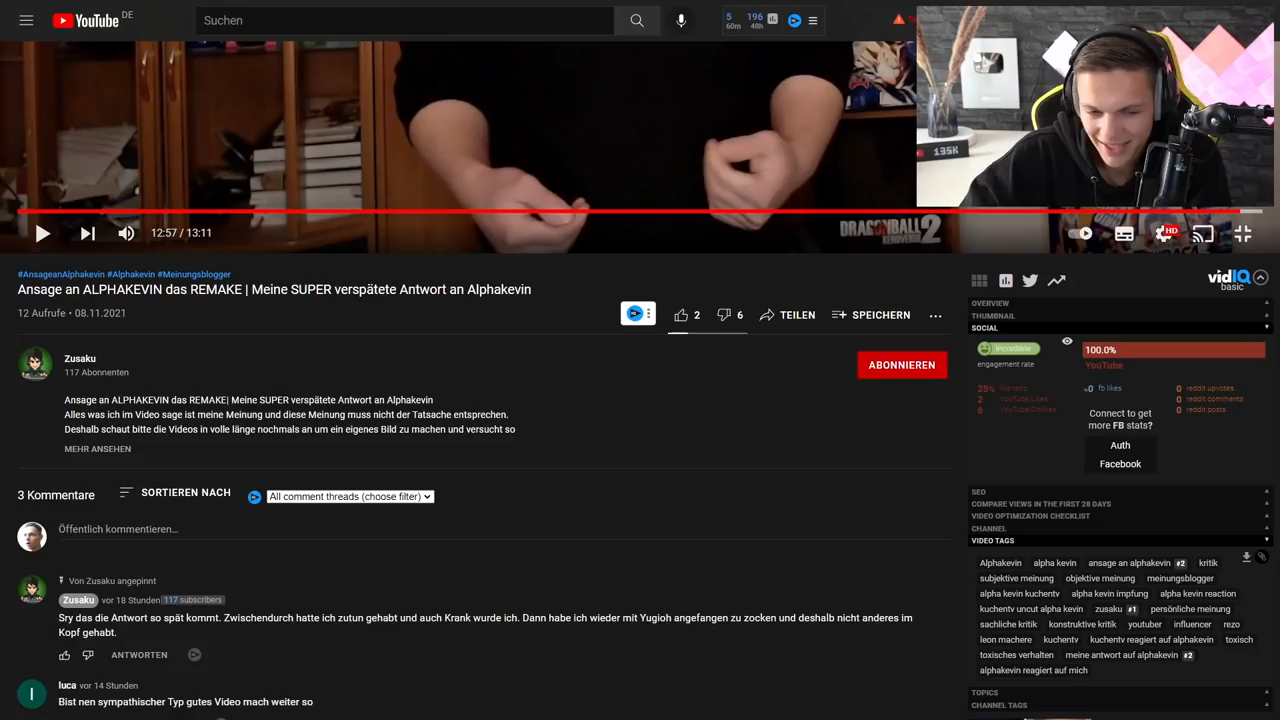 YouTube DE
Suchen
5 196
60m 48h
135K
DRAGONBALL
XENOVERSE 2
12:57 / 13:11
HD
#AnsageanAlphakevin #Alphakevin #Meinungsblogger
Ansage an ALPHAKEVIN das REMAKE | Meine SUPER verspätete Antwort an Alphakevin
12 Aufrufe • 08.11.2021
2
6
TEILEN
SPEICHERN
Zusaku
117 Abonnenten
ABONNIEREN
Ansage an ALPHAKEVIN das REMAKE| Meine SUPER verspätete Antwort an Alphakevin
Alles was ich im Video sage ist meine Meinung und diese Meinung muss nicht der Tatsache entsprechen.
Deshalb schaut bitte die Videos in volle länge nochmals an um ein eigenes Bild zu machen und versucht so
MEHR ANSEHEN
3 Kommentare
SORTIEREN NACH
All comment threads (choose filter)
Öffentlich kommentieren…
Von Zusaku angepinnt
Zusaku vor 18 Stunden 117 subscribers
Sry das die Antwort so spät kommt. Zwischendurch hatte ich zutun gehabt und auch Krank wurde ich. Dann habe ich wieder mit Yugioh angefangen zu zocken und deshalb nicht anderes im
Kopf gehabt.
ANTWORTEN
l
luca vor 14 Stunden
Bist nen sympathischer Typ gutes Video mach weiter so
vidIQ
basic
OVERVIEW
THUMBNAIL
SOCIAL
Incredible
engagement rate
100.0%
YouTube
25% like ratio
2 YouTube Likes
6 YouTube Dislikes
≈0 fb likes
Connect to get
more FB stats?
Auth
Facebook
0 reddit upvotes
0 reddit comments
0 reddit posts
SEO
COMPARE VIEWS IN THE FIRST 28 DAYS
VIDEO OPTIMIZATION CHECKLIST
CHANNEL
VIDEO TAGS
Alphakevin alpha kevin ansage an alphakevin #2 kritik
subjektive meinung objektive meinung meinungsblogger
alpha kevin kuchentv alpha kevin impfung alpha kevin reaction
kuchentv uncut alpha kevin zusaku #1 persönliche meinung
sachliche kritik konstruktive kritik youtuber influencer rezo
leon machere kuchentv kuchentv reagiert auf alphakevin toxisch
toxisches verhalten meine antwort auf alphakevin #2
alphakevin reagiert auf mich
TOPICS
CHANNEL TAGS